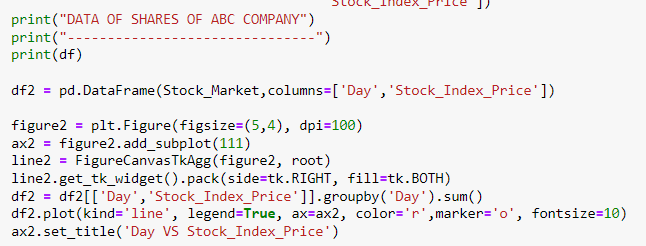 Stock_Index_Price'])
print("DATA OF SHARES OF ABC COMPANY")
print("------------------------------")
print(df)
df2 = pd.DataFrame(Stock_Market,columns=['Day','Stock_Index_Price'])
figure2 = plt.Figure(figsize=(5,4), dpi=100)
ax2 = figure2.add_subplot(111)
line2 = FigureCanvasTkAgg(figure2, root)
line2.get_tk_widget().pack(side=tk.RIGHT, fill=tk.BOTH)
df2 = df2[['Day','Stock_Index_Price']].groupby('Day').sum()
df2.plot(kind='line', legend=True, ax=ax2, color='r',marker='o', fontsize=10)
ax2.set_title('Day VS Stock_Index_Price')